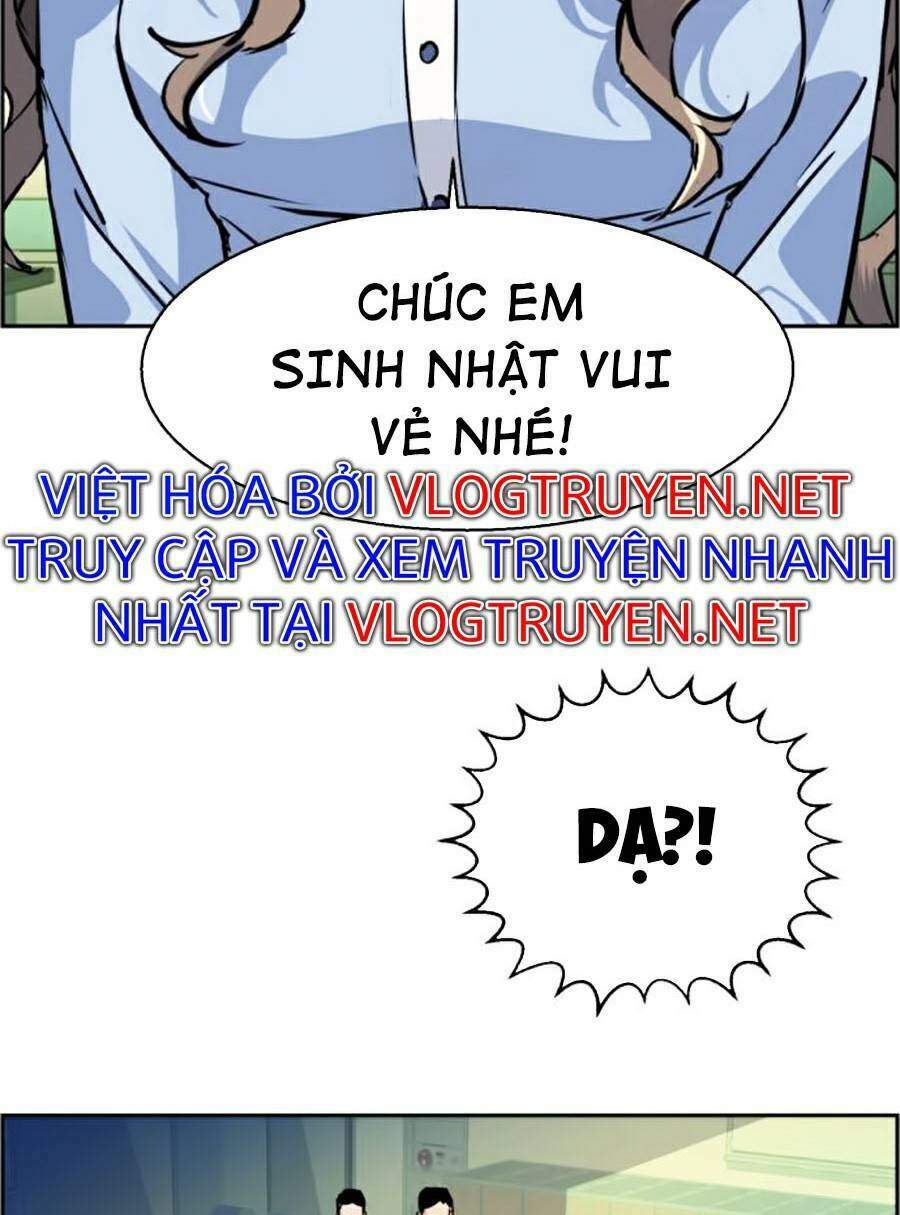 CHÚC EM
SINH NHẬT VUI
VẺ NHÉ!
VIỆT HÓA BỞI VLOGTRUYEN.NET
TRUY CẬP VÀ XEM TRUYỆN NHANH
NHẤT TẠI VLOGTRUYEN.NET
DẠ?!